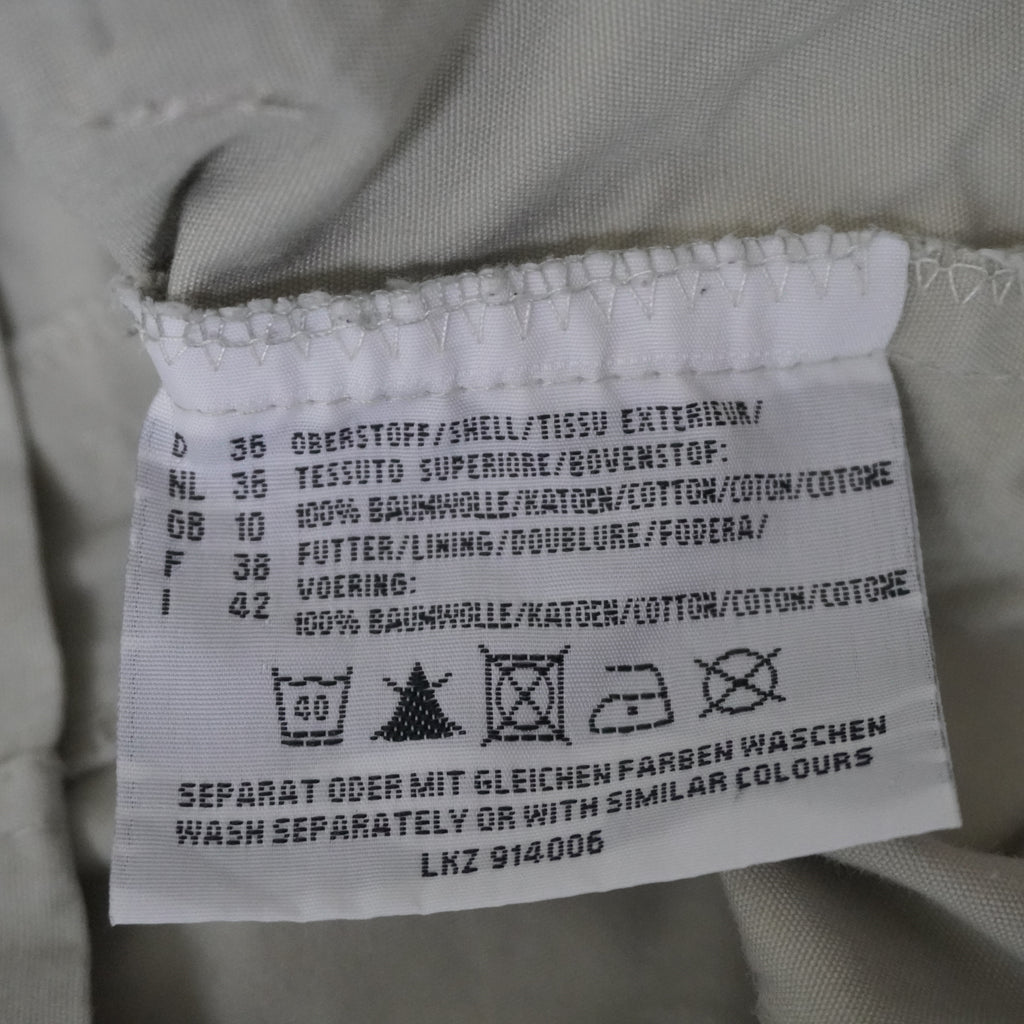 D 36 OBERSTOFF/SHELL/TISSU EXTERIEUR/
NL 36 TESSUTO SUPERIORE/BOVENSTOF:
GB 10 100% BAUMWOLLE/KATOEN/COTTON/COTON/COTONE
F 38 FUTTER/LINING/DOUBLURE/FODERA/
I 42 VOERING:
100% BAUMWOLLE/KATOEN/COTTON/COTON/COTONE
40
SEPARAT ODER MIT GLEICHEN FARBEN WASCHEN
WASH SEPARATELY OR WITH SIMILAR COLOURS
LKZ 914006